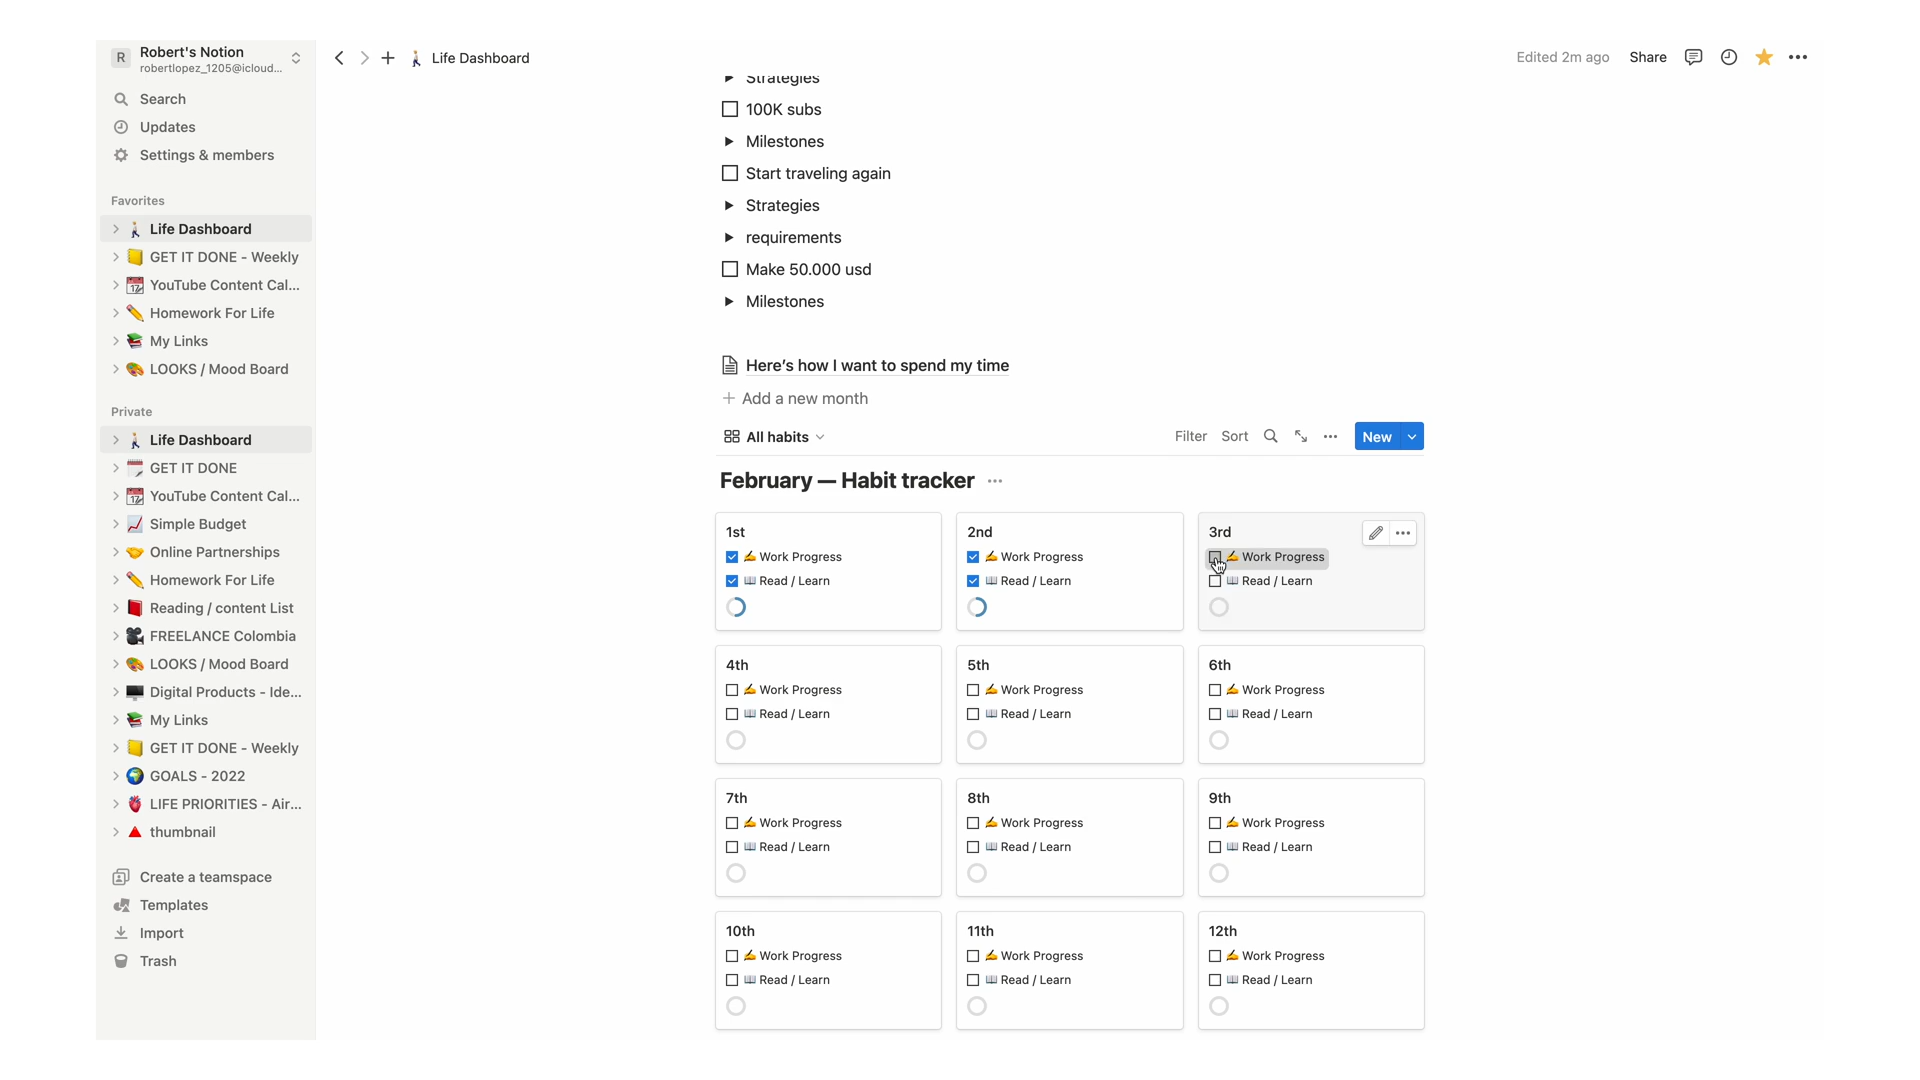 R
Robert's Notion
robertlopez_1205@icloud...
Search
Updates
Settings & members
Favorites
Life Dashboard
GET IT DONE - Weekly
YouTube Content Cal...
Homework For Life
My Links
LOOKS / Mood Board
Private
Life Dashboard
GET IT DONE
YouTube Content Cal...
Simple Budget
Online Partnerships
Homework For Life
Reading / content List
FREELANCE Colombia
LOOKS / Mood Board
Digital Products - Ide...
My Links
GET IT DONE - Weekly
GOALS - 2022
LIFE PRIORITIES - Air...
thumbnail
Create a teamspace
Templates
Import
Trash
Life Dashboard
Edited 2m ago Share
Strategies
100K subs
Milestones
Start traveling again
Strategies
requirements
Make 50.000 usd
Milestones
Here's how I want to spend my time
Add a new month
All habits
Filter Sort New
February — Habit tracker
1st
Work Progress
Read / Learn
2nd
Work Progress
Read / Learn
3rd
Work Progress
Read / Learn
4th
Work Progress
Read / Learn
5th
Work Progress
Read / Learn
6th
Work Progress
Read / Learn
7th
Work Progress
Read / Learn
8th
Work Progress
Read / Learn
9th
Work Progress
Read / Learn
10th
Work Progress
Read / Learn
11th
Work Progress
Read / Learn
12th
Work Progress
Read / Learn